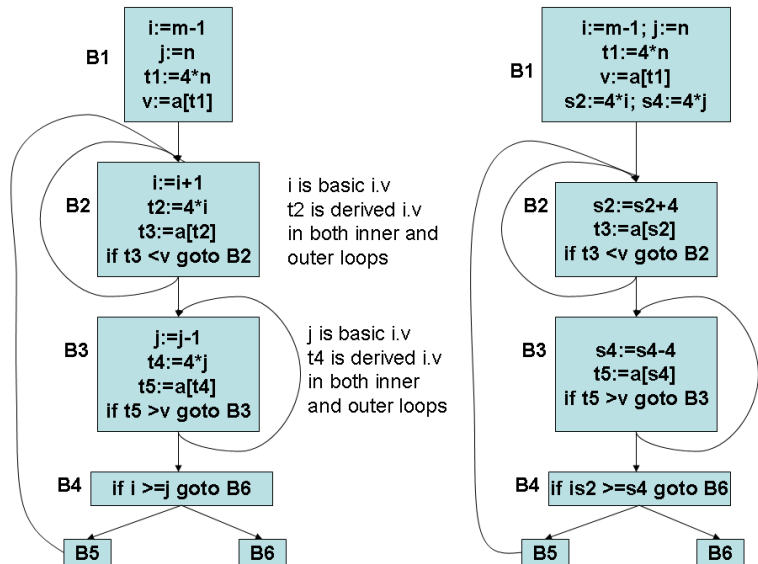 B1
i:=m-1
j:=n
t1:=4*n
v:=a[t1]
B2
i:=i+1
t2:=4*i
t3:=a[t2]
if t3 <v goto B2
i is basic i.v
t2 is derived i.v
in both inner and
outer loops
B3
j:=j-1
t4:=4*j
t5:=a[t4]
if t5 >v goto B3
j is basic i.v
t4 is derived i.v
in both inner
and outer loops
B4
if i >=j goto B6
B5
B6
B1
i:=m-1; j:=n
t1:=4*n
v:=a[t1]
s2:=4*i; s4:=4*j
B2
s2:=s2+4
t3:=a[s2]
if t3 <v goto B2
B3
s4:=s4-4
t5:=a[s4]
if t5 >v goto B3
B4
if is2 >=s4 goto B6
B5
B6